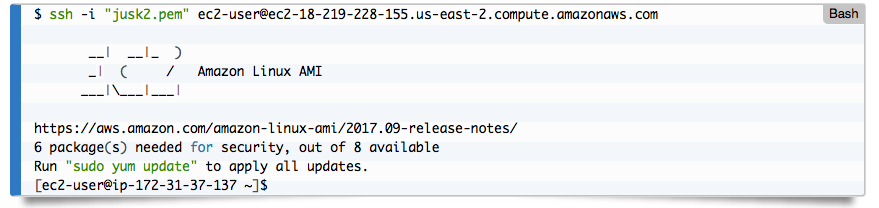 $ ssh -i "jusk2.pem" ec2-user@ec2-18-219-228-155.us-east-2.compute.amazonaws.com
Bash
__|  __|_  )
_|  (     /   Amazon Linux AMI
___|\___|___|
https://aws.amazon.com/amazon-linux-ami/2017.09-release-notes/
6 package(s) needed for security, out of 8 available
Run "sudo yum update" to apply all updates.
[ec2-user@ip-172-31-37-137 ~]$